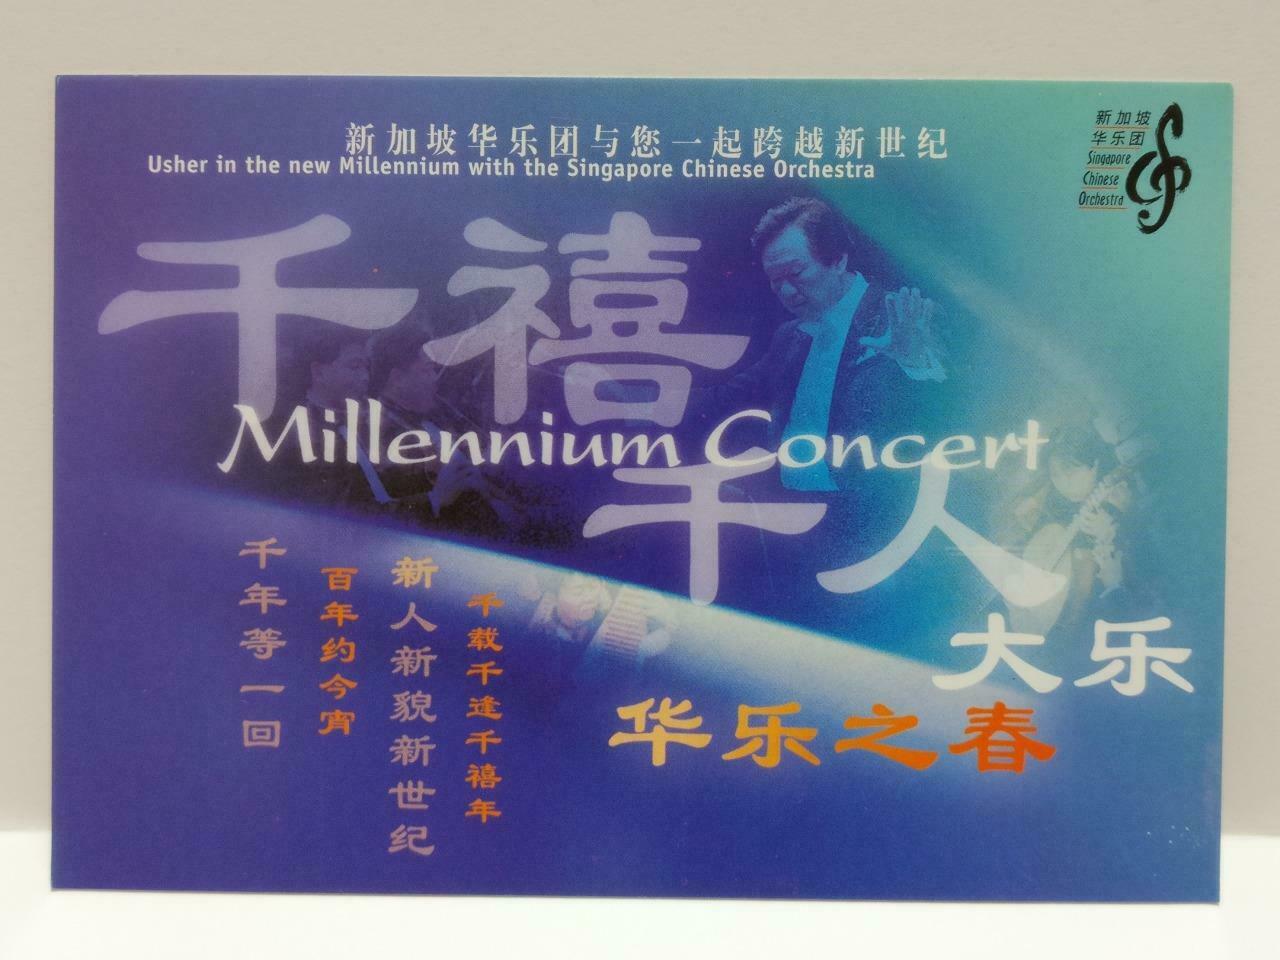 新加坡华乐团与您一起跨越新世纪
Usher in the new Millennium with the Singapore Chinese Orchestra
新加坡
华乐团
Singapore
Chinese
Orchestra
千禧
Millennium Concert
千人
大乐
华乐之春
千年等一回
百年约今宵
新人新貌新世纪
千载千逢千禧年